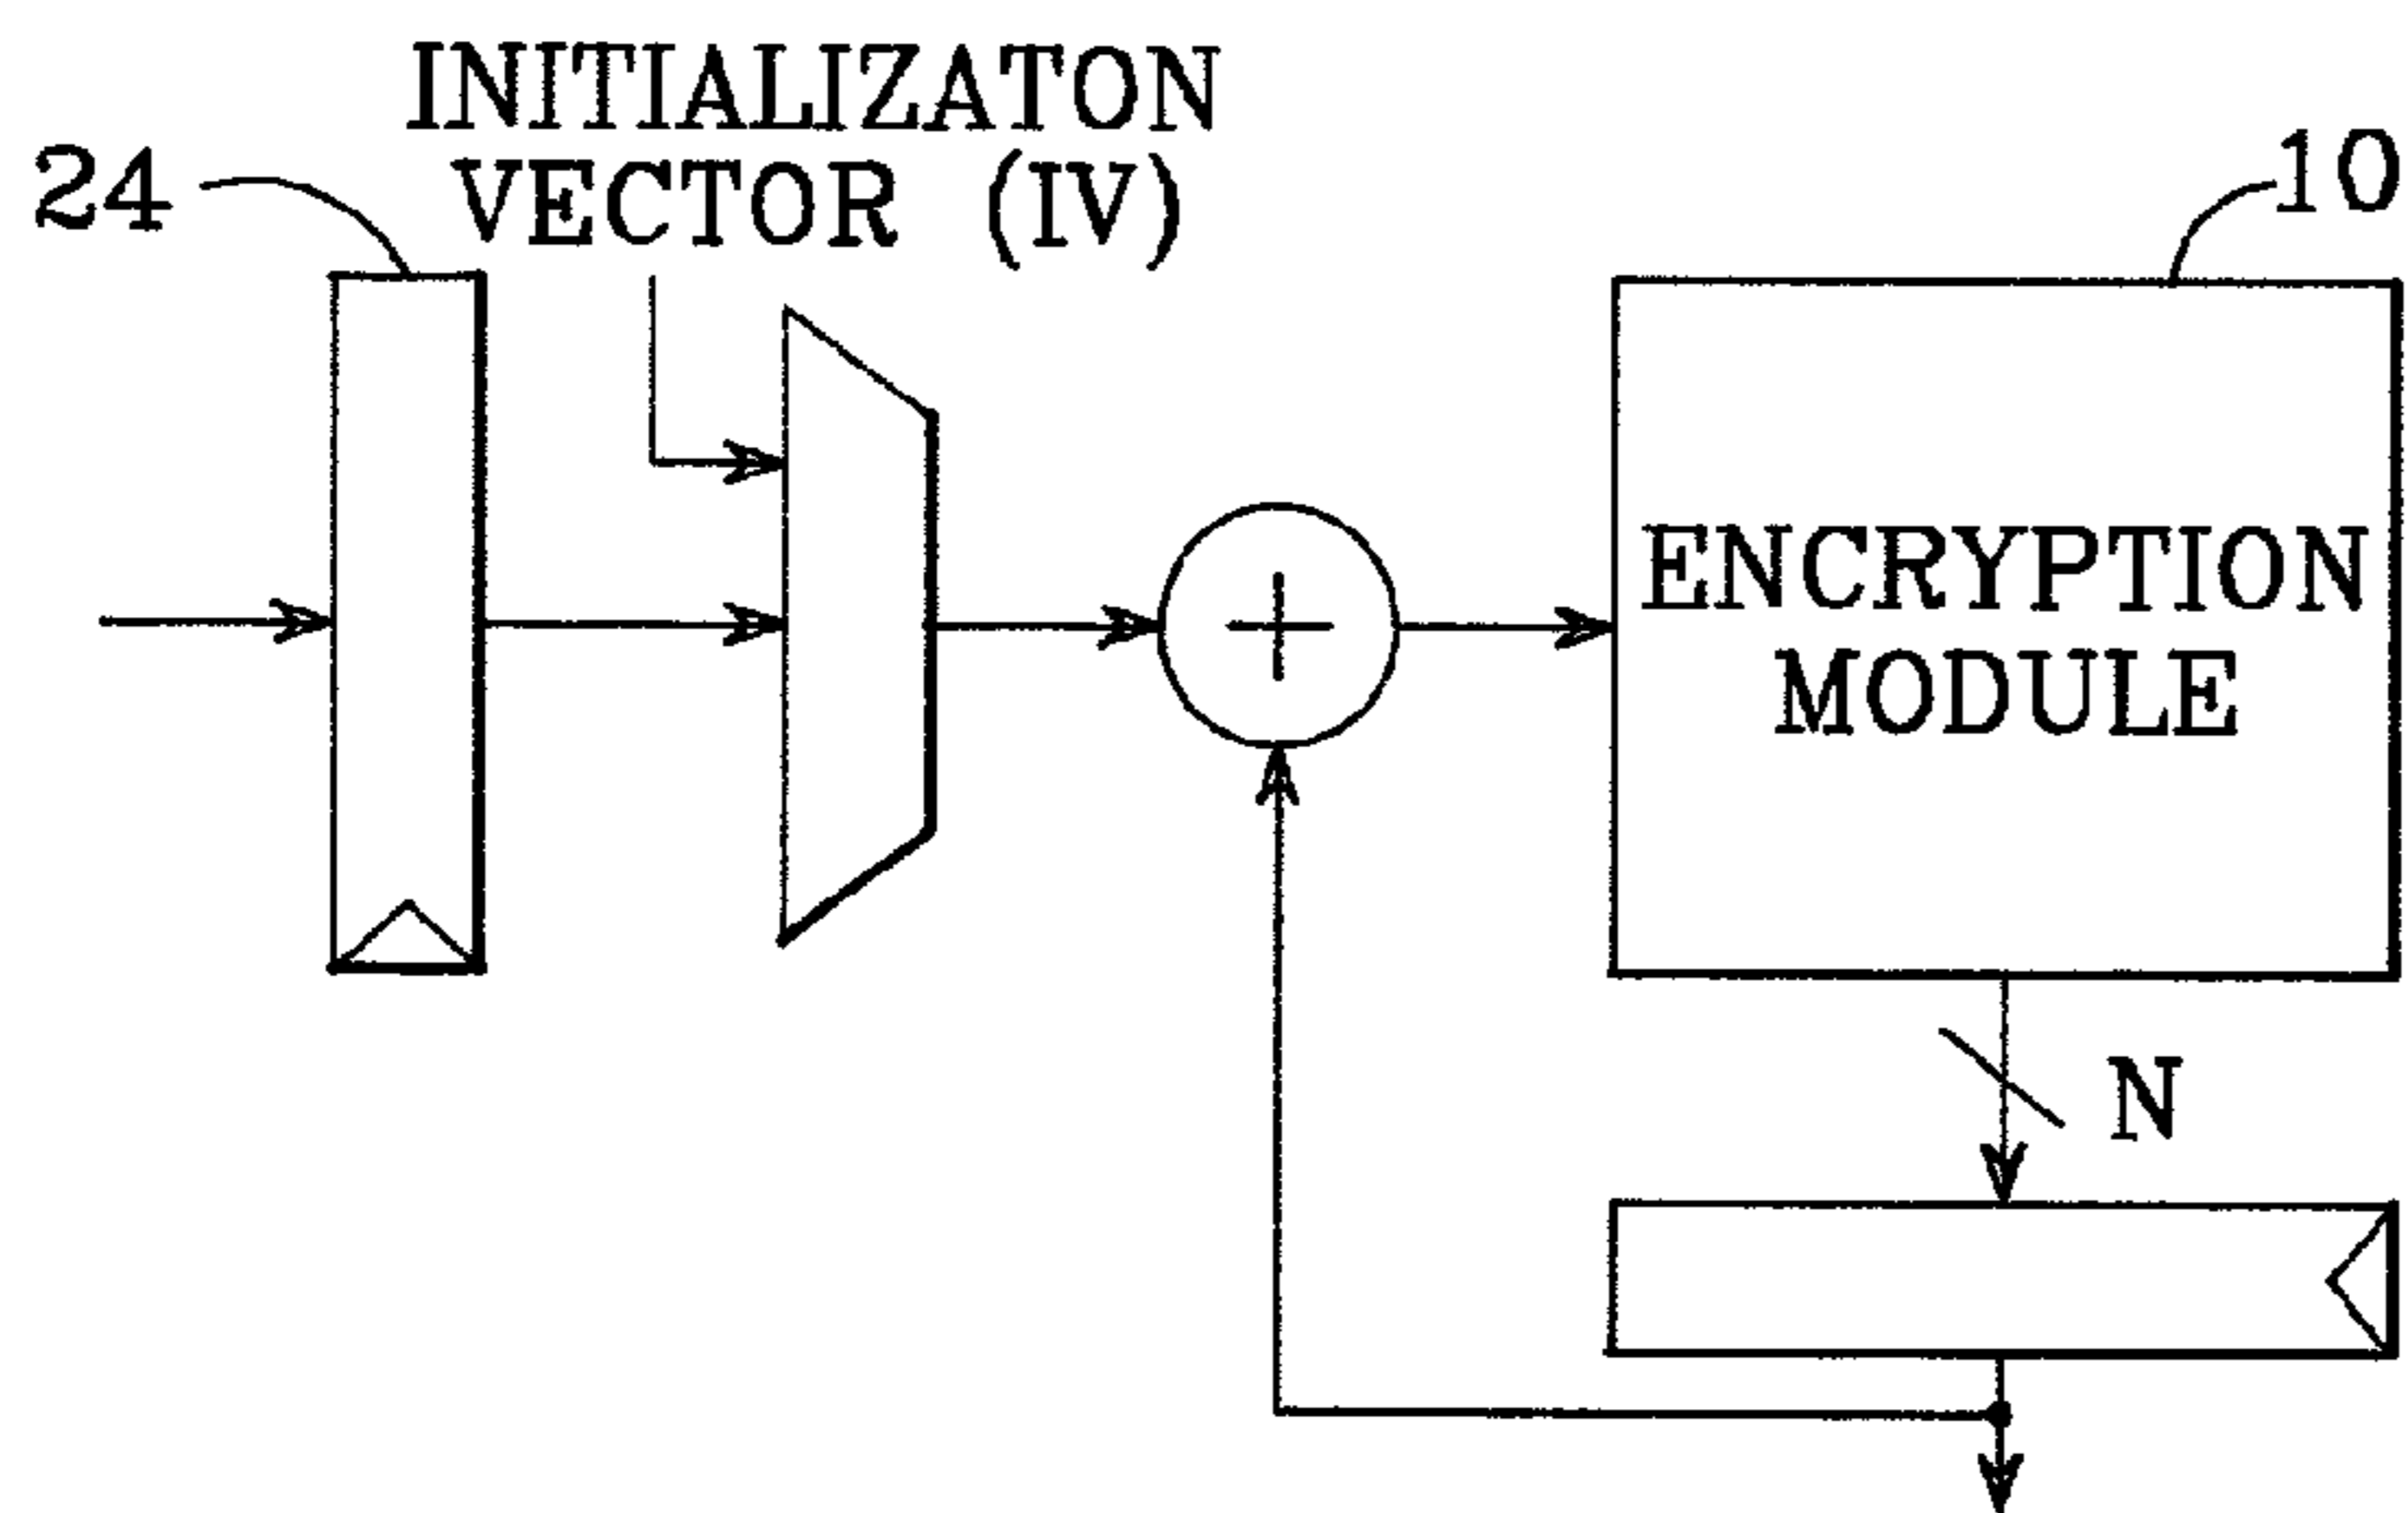 INITIALIZATON
VECTOR (IV)
24
10
ENCRYPTION
MODULE
N